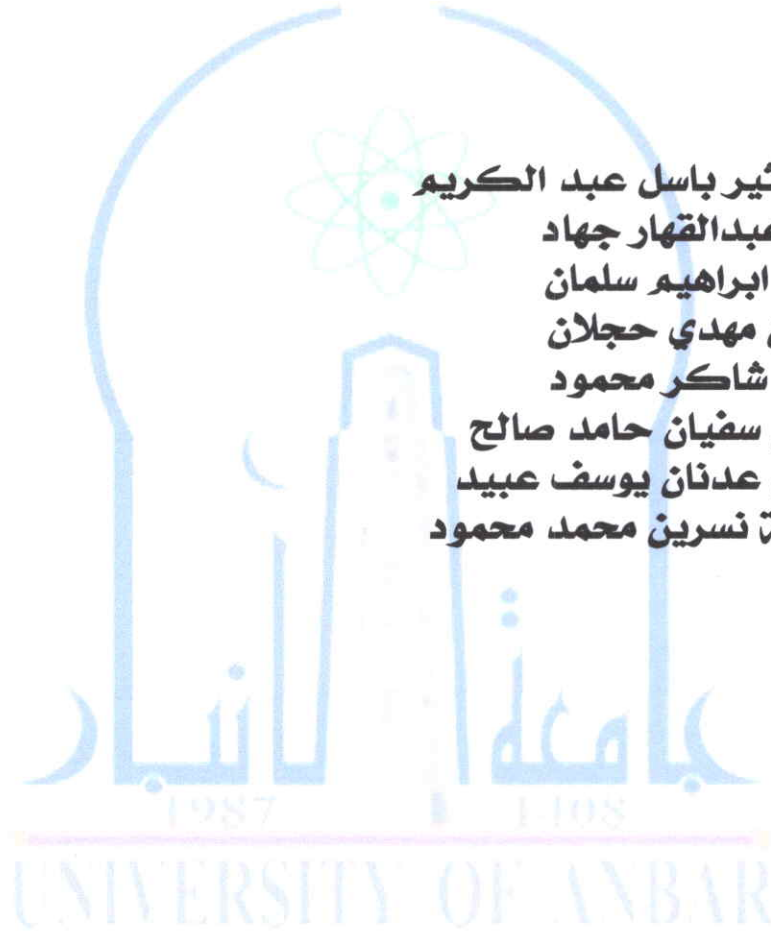 باسل عبد الكريم
عبدالقهار جهاد
ابراهيم سلمان
مهدي حجلان
شاكر محمود
سفيان حامد صالح
عدنان يوسف عبيد
نسرين محمد محمود
جامعة الانبار
1987 1408
UNIVERSITY OF ANBAR